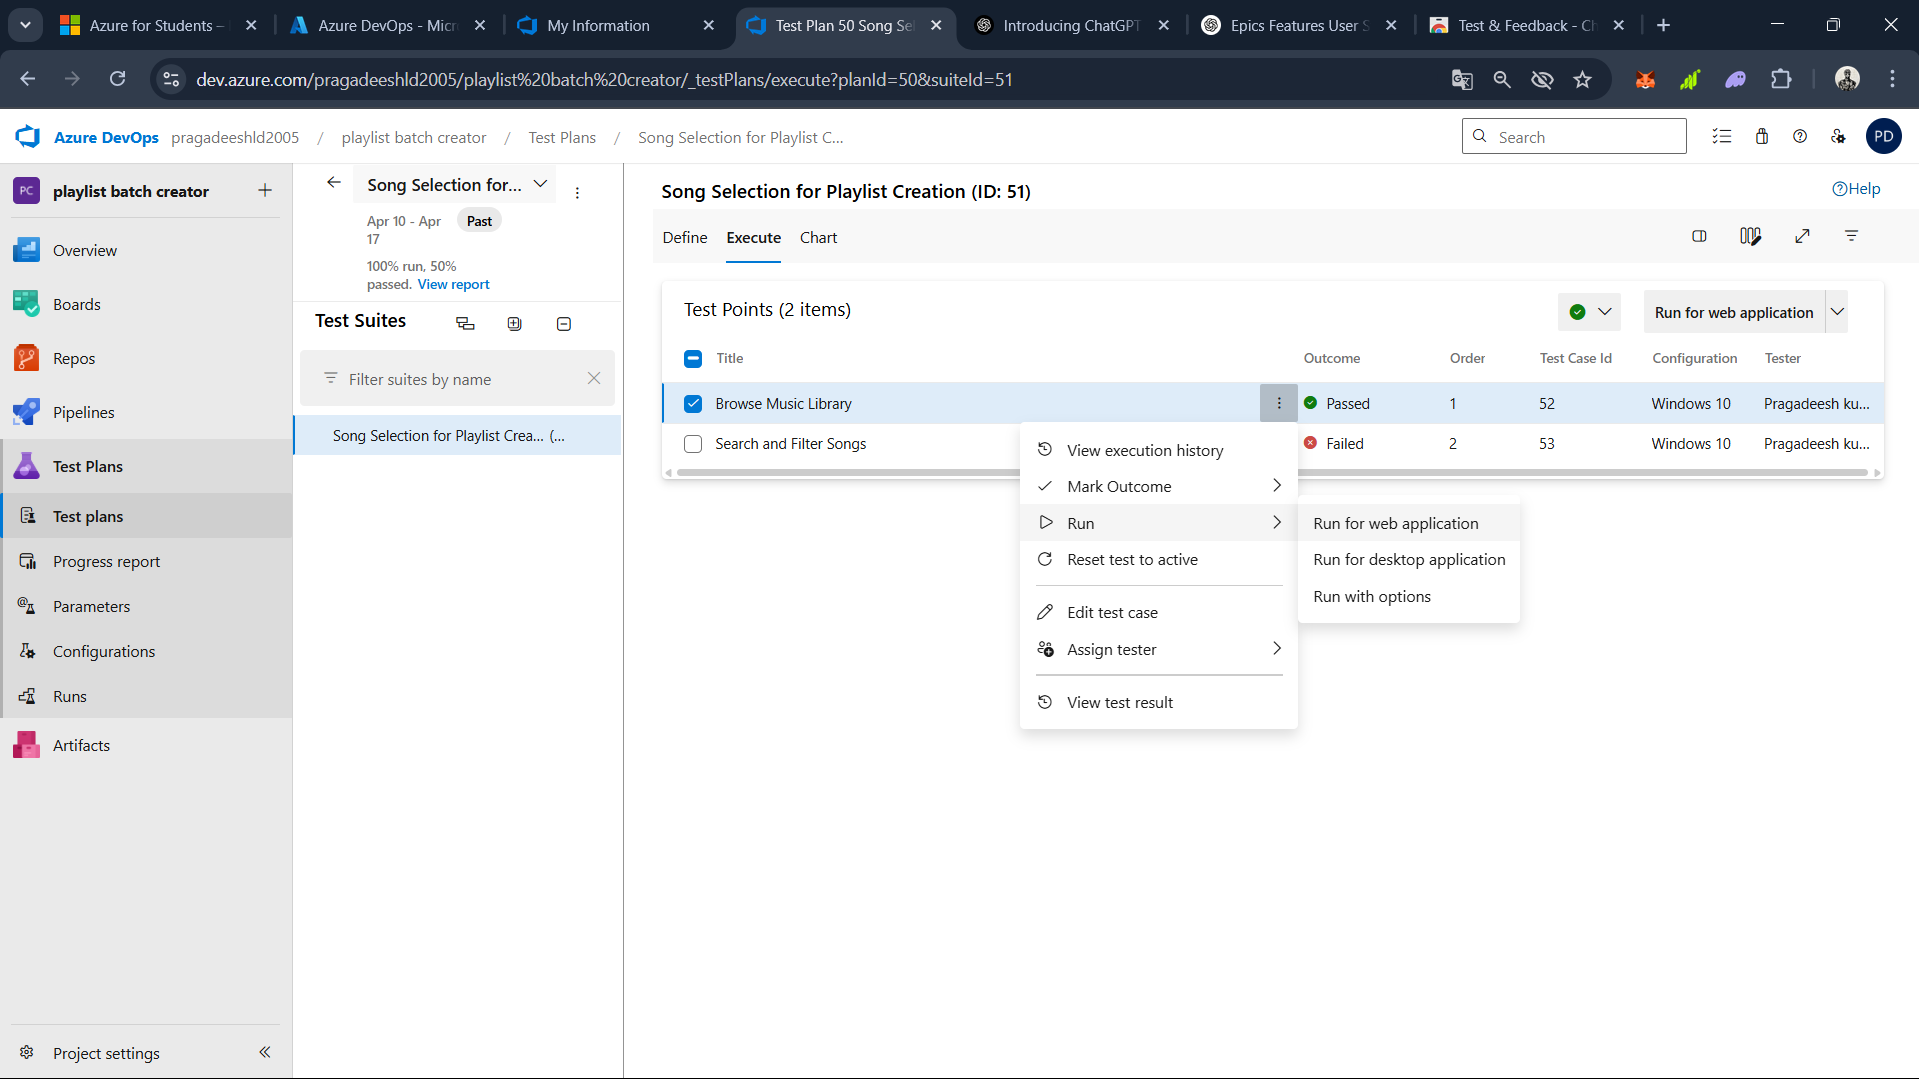 Azure for Students –
Azure DevOps - Micr
My Information
Test Plan 50 Song Sel
Introducing ChatGPT
Epics Features User S
Test & Feedback - Ch
dev.azure.com/pragadeeshld2005/playlist%20batch%20creator/_testPlans/execute?planId=50&suiteId=51
Azure DevOps pragadeeshld2005 / playlist batch creator / Test Plans / Song Selection for Playlist C...
Search
PD
PC playlist batch creator
Overview
Boards
Repos
Pipelines
Test Plans
Test plans
Progress report
Parameters
Configurations
Runs
Artifacts
Project settings
Song Selection for...
Apr 10 - Apr
17
Past
100% run, 50%
passed. View report
Test Suites
Filter suites by name
Song Selection for Playlist Crea... (...
Song Selection for Playlist Creation (ID: 51)
Help
Define Execute Chart
Test Points (2 items)
Run for web application
Title Outcome Order Test Case Id Configuration Tester
Browse Music Library Passed 1 52 Windows 10 Pragadeesh ku...
Search and Filter Songs Failed 2 53 Windows 10 Pragadeesh ku...
View execution history
Mark Outcome
Run
Reset test to active
Edit test case
Assign tester
View test result
Run for web application
Run for desktop application
Run with options